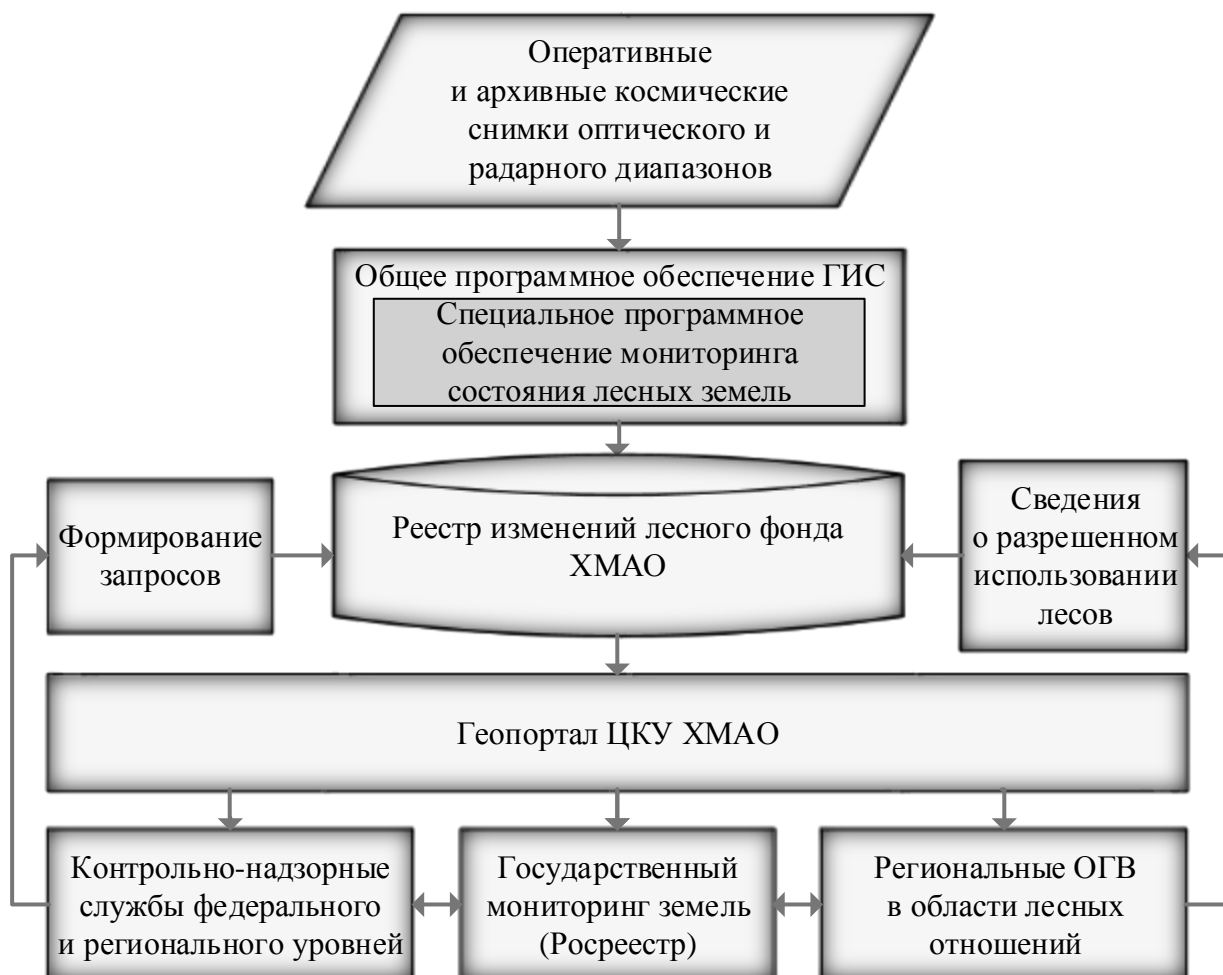 Оперативные
и архивные космические
снимки оптического и
радарного диапазонов
Общее программное обеспечение ГИС
Специальное программное
обеспечение мониторинга
состояния лесных земель
Формирование
запросов
Реестр изменений лесного фонда
ХМАО
Сведения
о разрешенном
использовании
лесов
Геопортал ЦКУ ХМАО
Контрольно-надзорные
службы федерального
и регионального уровней
Государственный
мониторинг земель
(Росреестр)
Региональные ОГВ
в области лесных
отношений